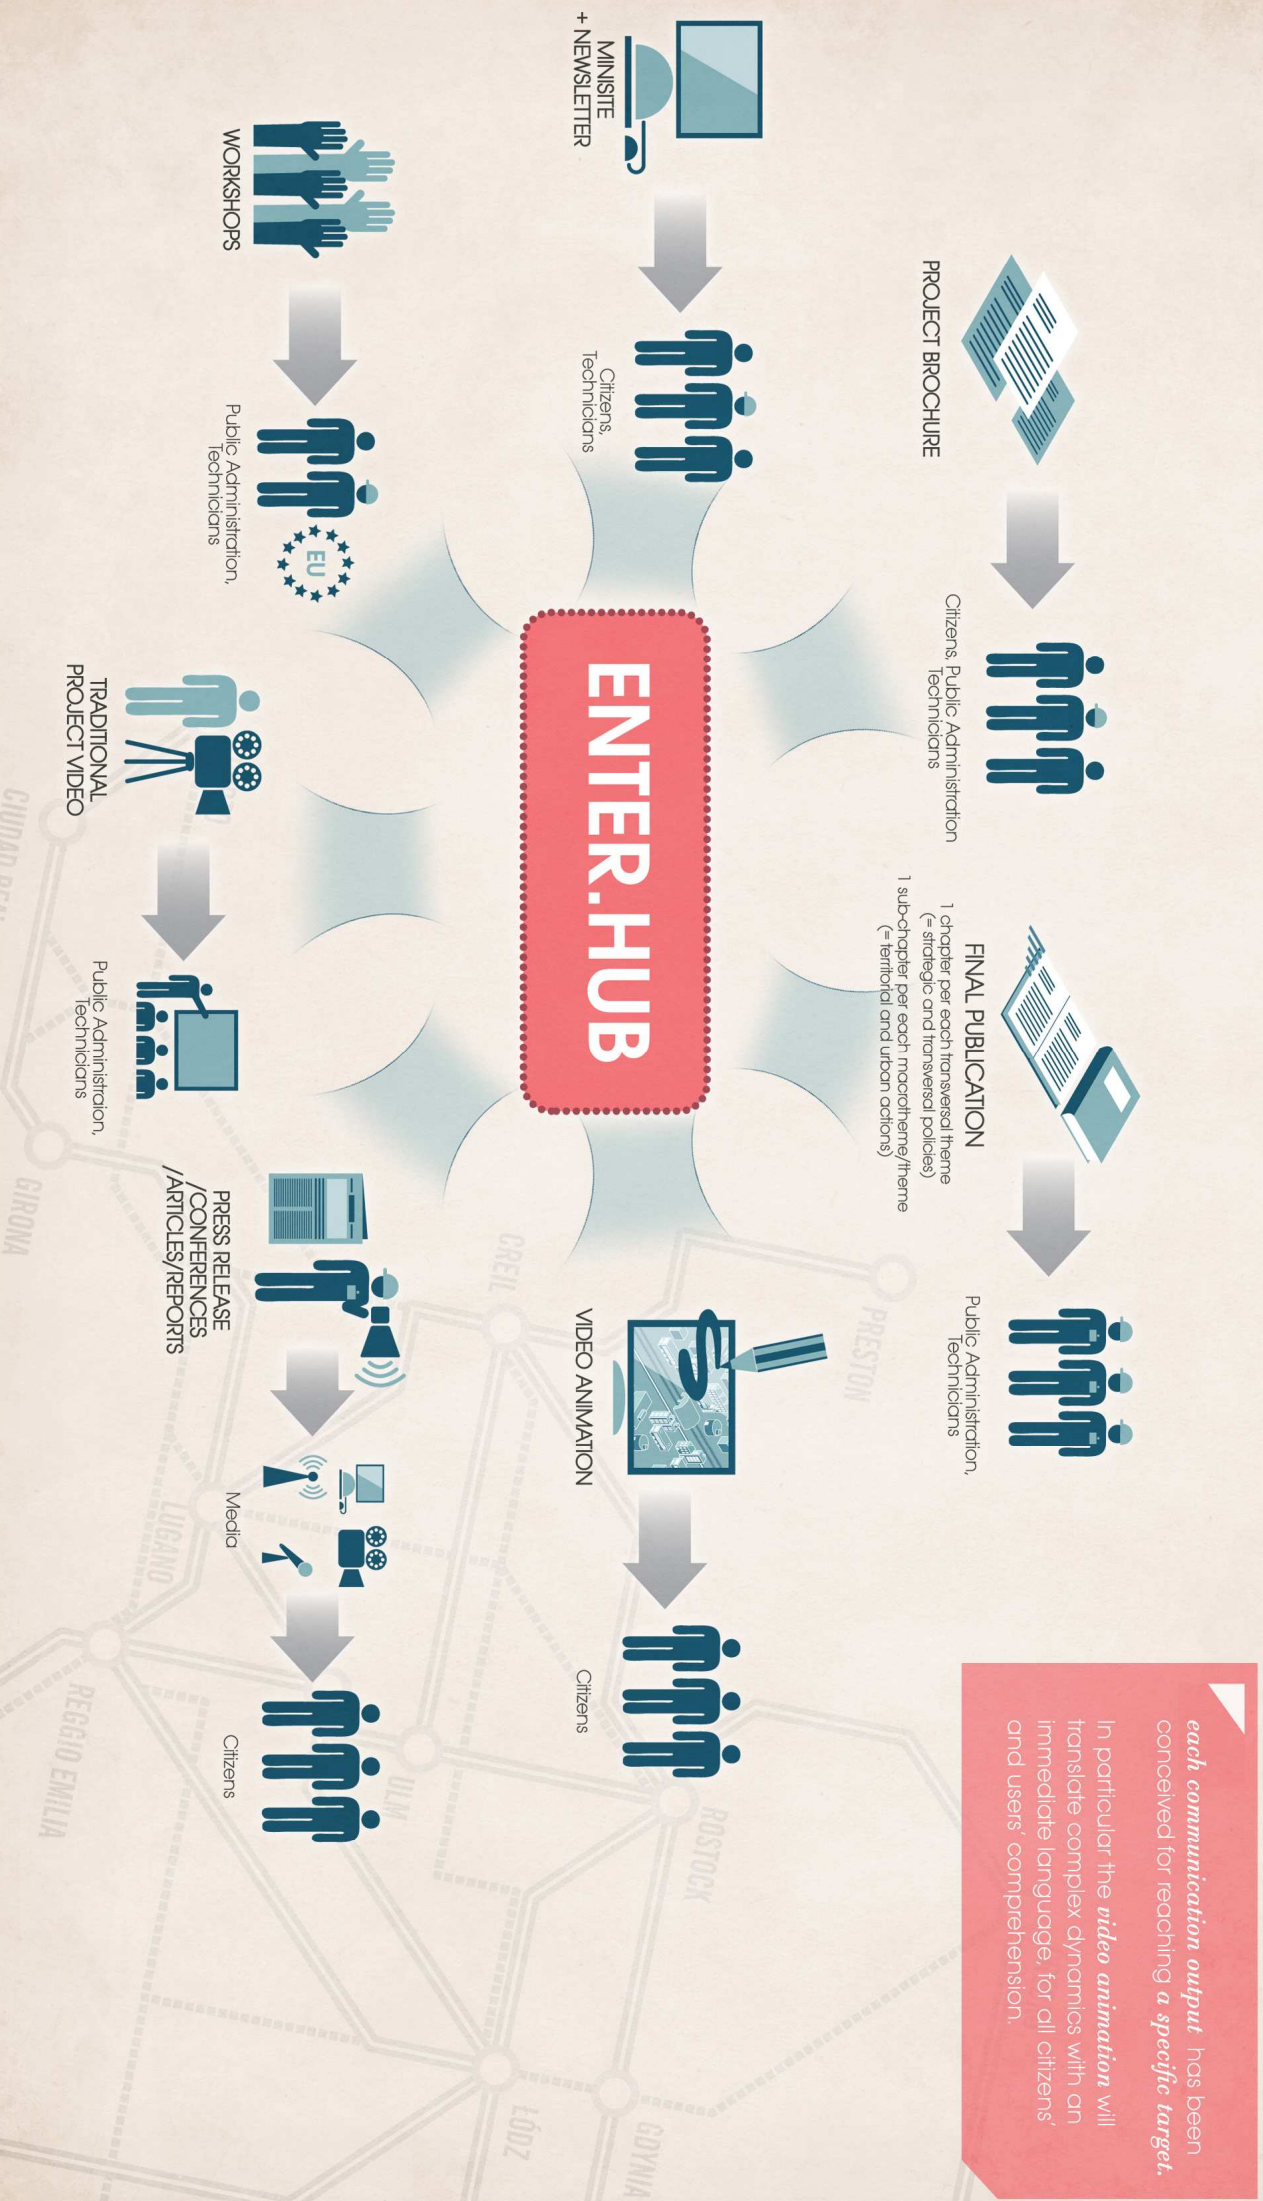 PROJECT BROCHURE
Citizens, Public Administration
Technicians
FINAL PUBLICATION
1 chapter per each transversal theme
(= strategic and transversal policies)
1 sub-chapter per each macrotheme/theme
(= territorial and urban actions)
Public Administration,
Technicians
each communication output has been
conceived for reaching a specific target.
In particular the video animation will
translate complex dynamics with an
immediate language, for all citizens'
and users' comprehension.
MINISITE
+ NEWSLETTER
Citizens,
Technicians
ENTER.HUB
VIDEO ANIMATION
Citizens
WORKSHOPS
Public Administration,
Technicians
EU
TRADITIONAL
PROJECT VIDEO
Public Administraion,
Technicians
PRESS RELEASE
/CONFERENCES
/ARTICLES/REPORTS
Media
Citizens
PRESTON
CREIL
ROSTOCK
GDYNIA
LUGANO
ULM
ŁÓDZ
REGGIO EMILIA
GIRONA
CIUDAD REAL